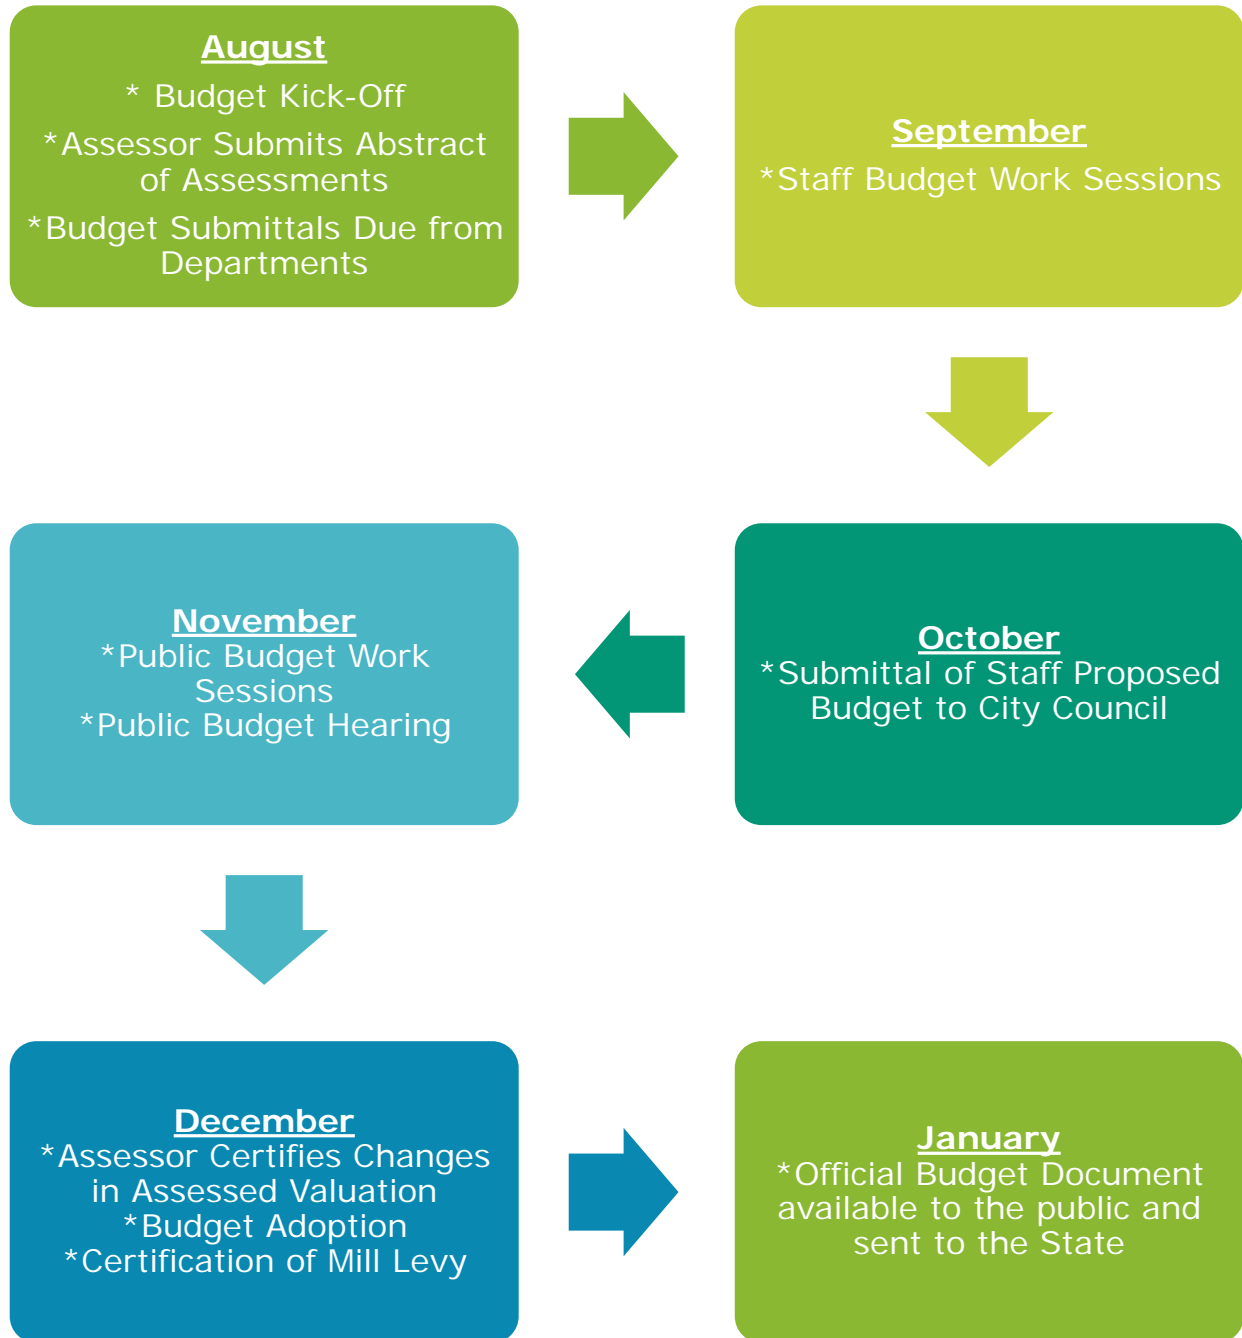 August
* Budget Kick-Off
*Assessor Submits Abstract
of Assessments
*Budget Submittals Due from
Departments
September
*Staff Budget Work Sessions
October
*Submittal of Staff Proposed
Budget to City Council
November
*Public Budget Work
Sessions
*Public Budget Hearing
December
*Assessor Certifies Changes
in Assessed Valuation
*Budget Adoption
*Certification of Mill Levy
January
*Official Budget Document
available to the public and
sent to the State